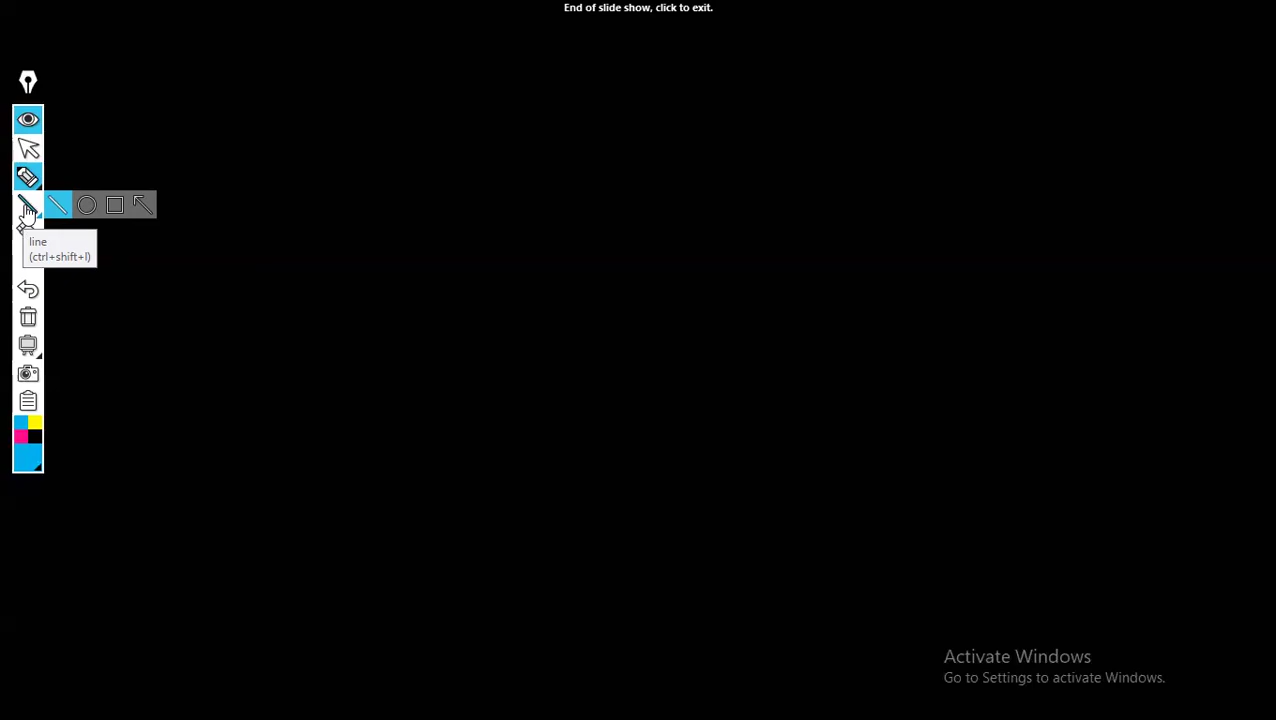 End of slide show, click to exit.
line
(ctrl+shift+l)
Activate Windows
Go to Settings to activate Windows.